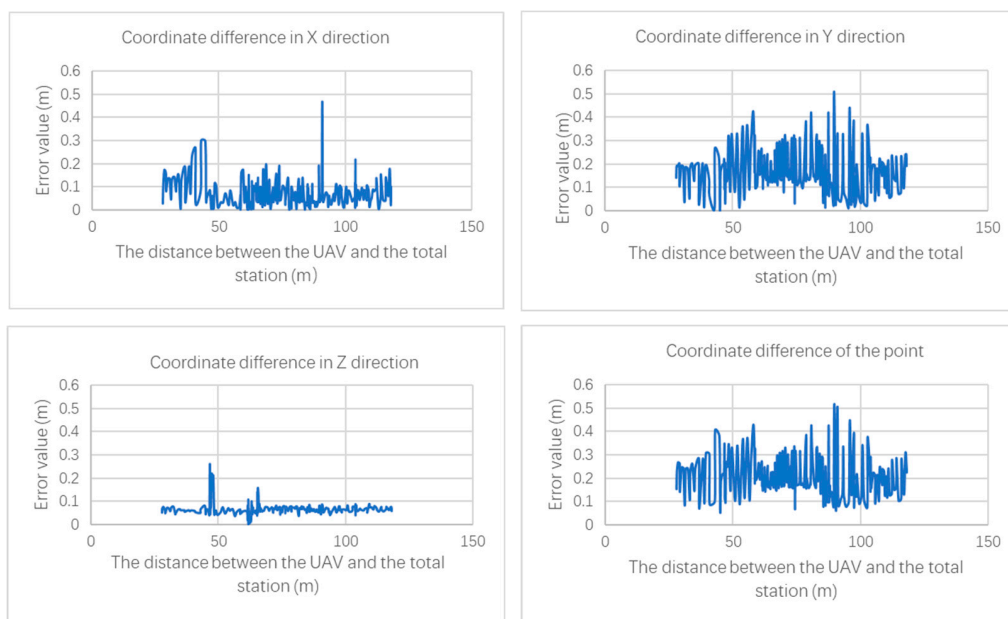 Coordinate difference in X direction
0.6
0.5
0.4
0.3
0.2
0.1
0
Error value (m)
0
50
100
150
The distance between the UAV and the total
station (m)
Coordinate difference in Y direction
0.6
0.5
0.4
0.3
0.2
0.1
0
Error value (m)
0
50
100
150
The distance between the UAV and the total
station (m)
Coordinate difference in Z direction
0.6
0.5
0.4
0.3
0.2
0.1
0
Error value (m)
0
50
100
150
The distance between the UAV and the total
station (m)
Coordinate difference of the point
0.6
0.5
0.4
0.3
0.2
0.1
0
Error value (m)
0
50
100
150
The distance between the UAV and the total
station (m)